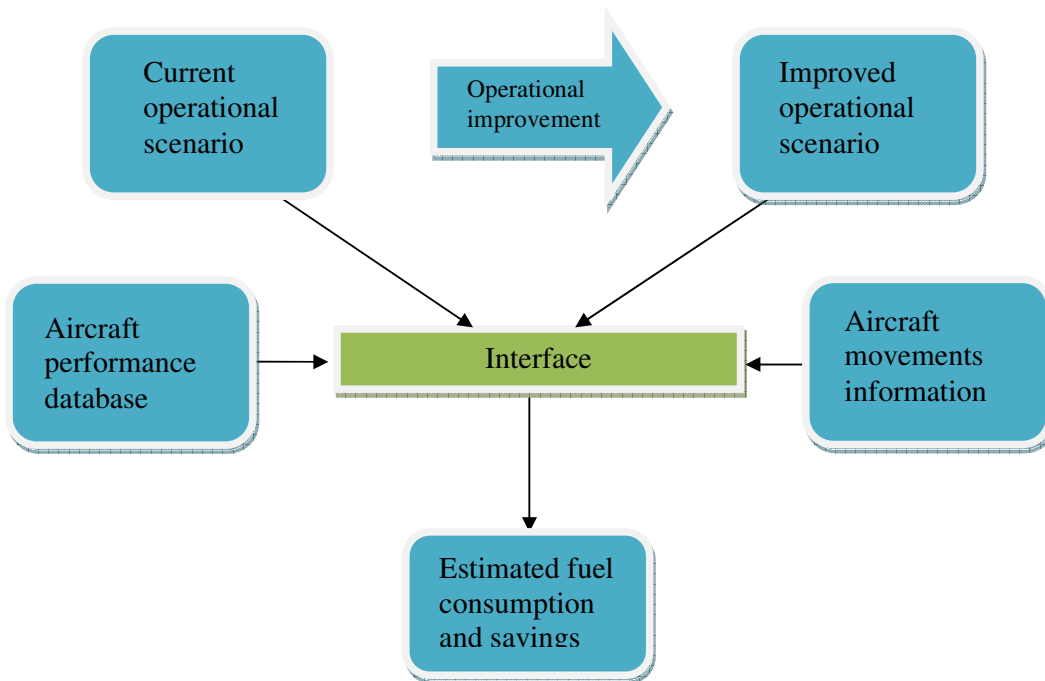 Current
operational
scenario
Operational
improvement
Improved
operational
scenario
Aircraft
performance
database
Interface
Aircraft
movements
information
Estimated fuel
consumption
and savings